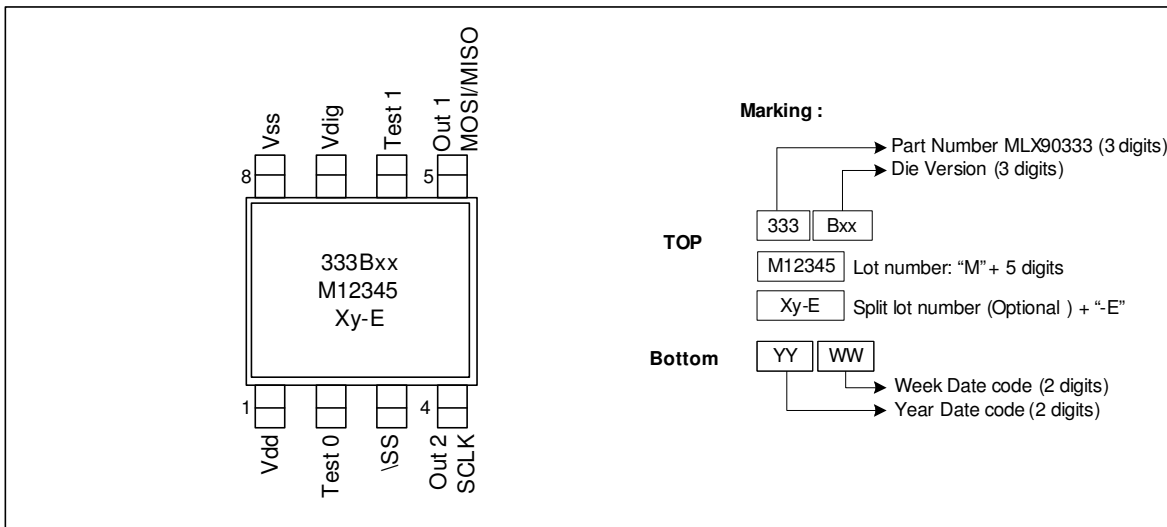 Vss
Vdig
Test 1
Out 1
MOSI/MISO
8
5
333Bxx
M12345
Xy-E
1
4
Vdd
Test 0
\SS
Out 2
SCLK
Marking :
Part Number MLX90333 (3 digits)
Die Version (3 digits)
TOP
333 Bxx
M12345 Lot number: “M” + 5 digits
Xy-E Split lot number (Optional ) + “-E”
Bottom YY WW
Week Date code (2 digits)
Year Date code (2 digits)